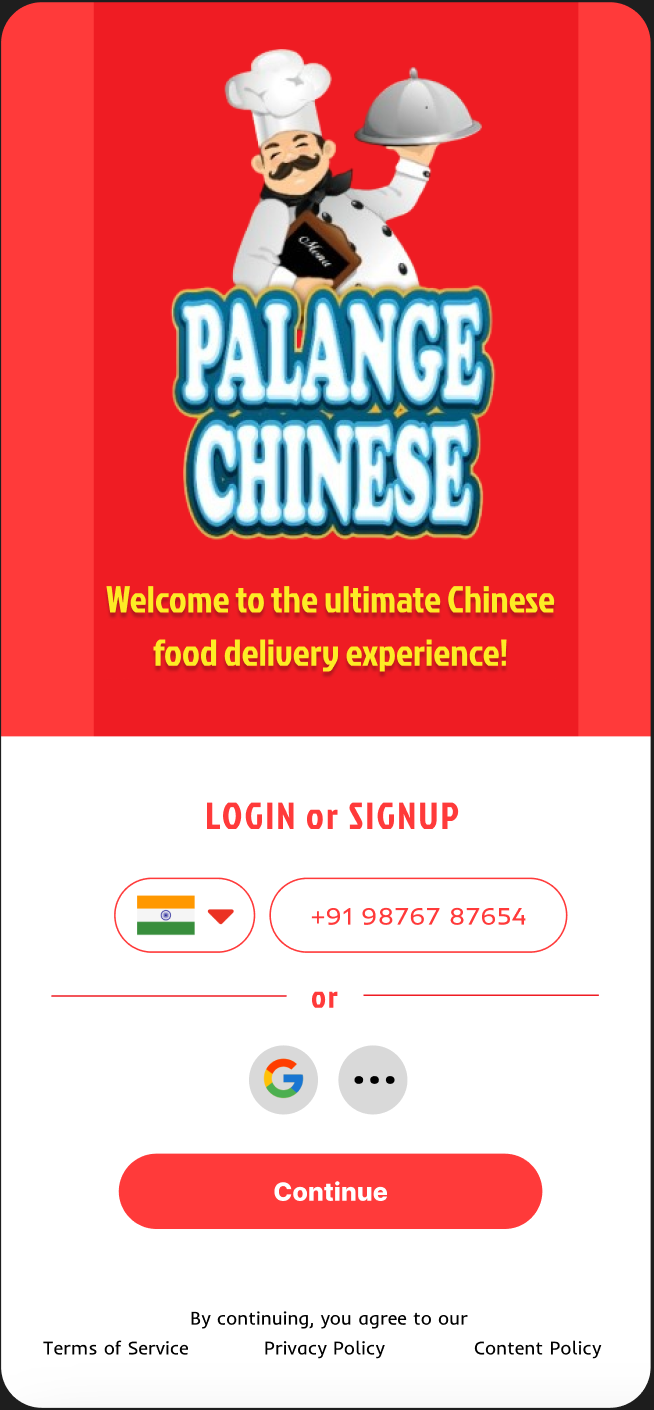 Menu
PALANGE
CHINESE
Welcome to the ultimate Chinese
food delivery experience!
LOGIN or SIGNUP
+91 98767 87654
or
G
Continue
By continuing, you agree to our
Terms of Service Privacy Policy Content Policy